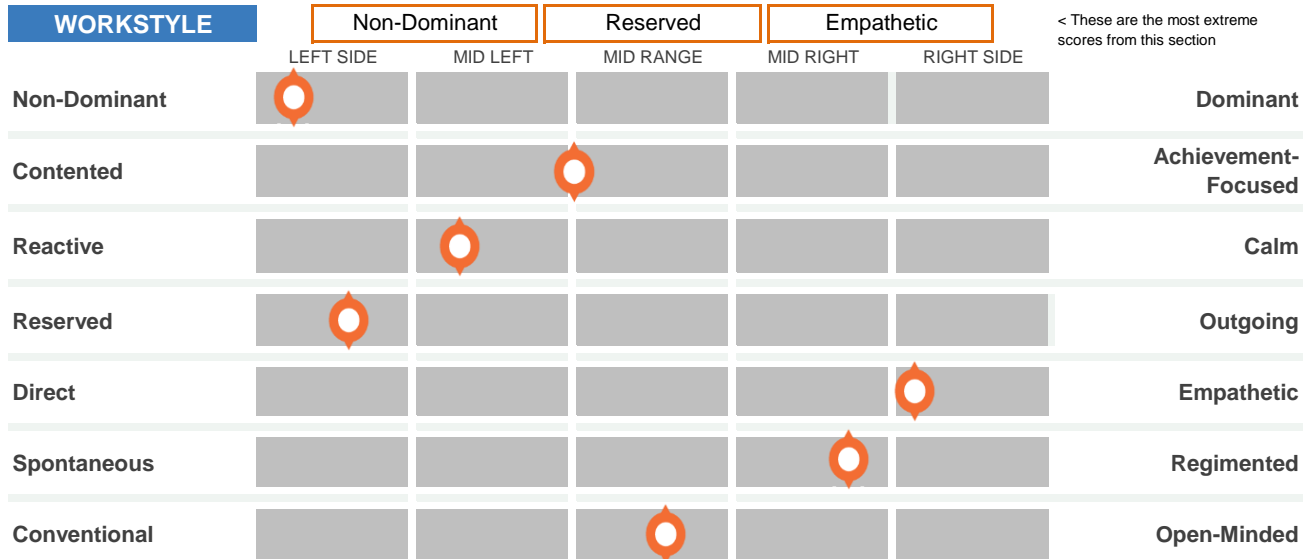 WORKSTYLE
Non-Dominant
Reserved
Empathetic
< These are the most extreme
scores from this section
LEFT SIDE
MID LEFT
MID RANGE
MID RIGHT
RIGHT SIDE
Non-Dominant
Dominant
Contented
Achievement-
Focused
Reactive
Calm
Reserved
Outgoing
Direct
Empathetic
Spontaneous
Regimented
Conventional
Open-Minded